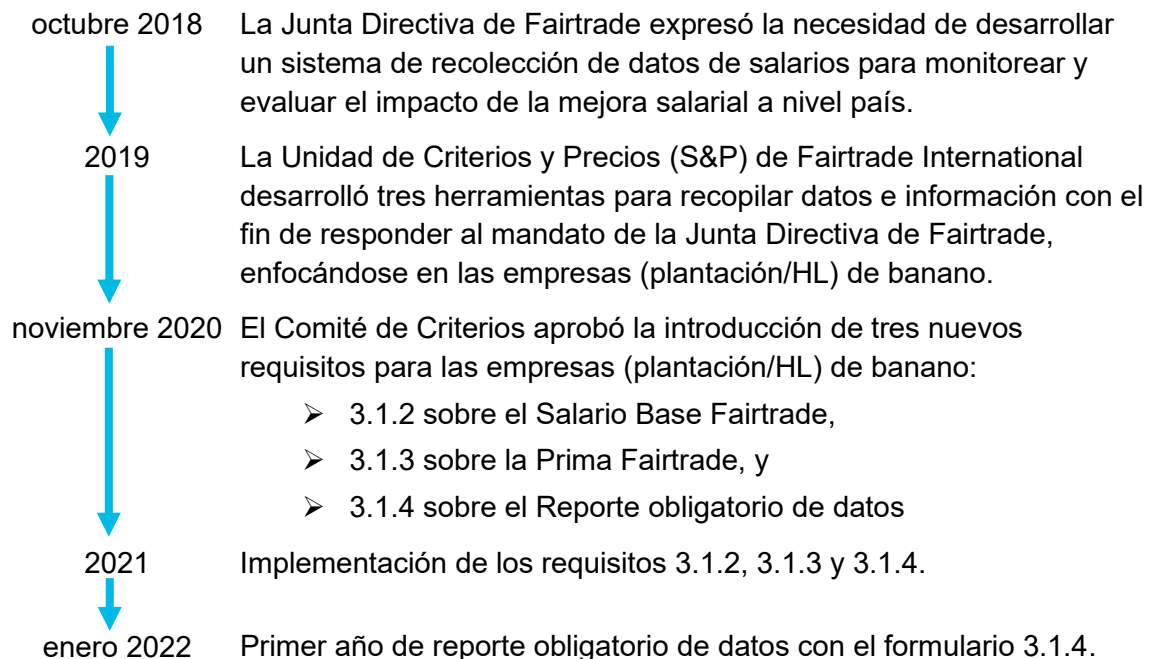 octubre 2018 La Junta Directiva de Fairtrade expresó la necesidad de desarrollar
un sistema de recolección de datos de salarios para monitorear y
evaluar el impacto de la mejora salarial a nivel país.
2019 La Unidad de Criterios y Precios (S&P) de Fairtrade International
desarrolló tres herramientas para recopilar datos e información con el
fin de responder al mandato de la Junta Directiva de Fairtrade,
enfocándose en las empresas (plantación/HL) de banano.
noviembre 2020 El Comité de Criterios aprobó la introducción de tres nuevos
requisitos para las empresas (plantación/HL) de banano:
➢ 3.1.2 sobre el Salario Base Fairtrade,
➢ 3.1.3 sobre la Prima Fairtrade, y
➢ 3.1.4 sobre el Reporte obligatorio de datos
2021 Implementación de los requisitos 3.1.2, 3.1.3 y 3.1.4.
enero 2022 Primer año de reporte obligatorio de datos con el formulario 3.1.4.